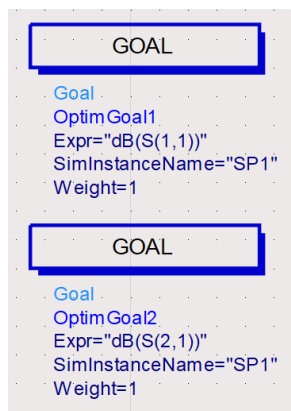 GOAL
Goal
OptimGoal1
Expr="dB(S(1,1))"
SimInstanceName="SP1"
Weight=1
GOAL
Goal
OptimGoal2
Expr="dB(S(2,1))"
SimInstanceName="SP1"
Weight=1